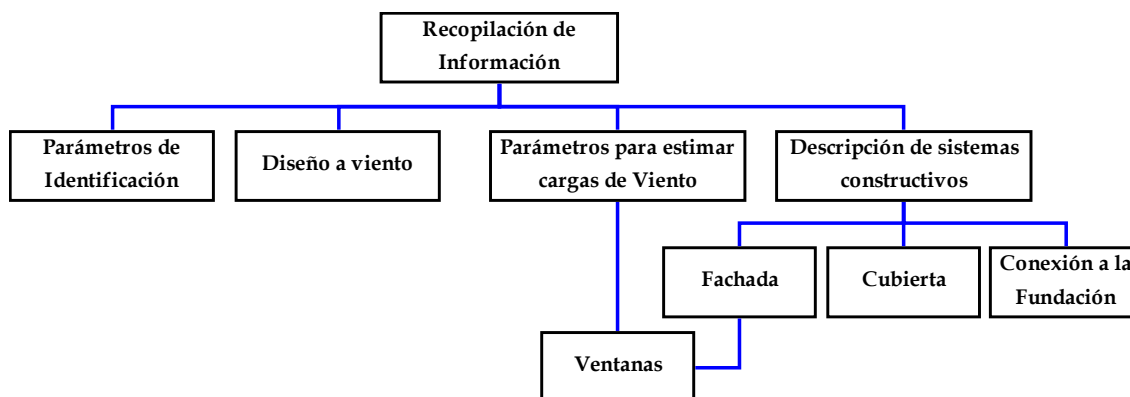 Recopilación de
Información
Parámetros de
Identificación
Diseño a viento
Parámetros para estimar
cargas de Viento
Descripción de sistemas
constructivos
Fachada
Cubierta
Conexión a la
Fundación
Ventanas